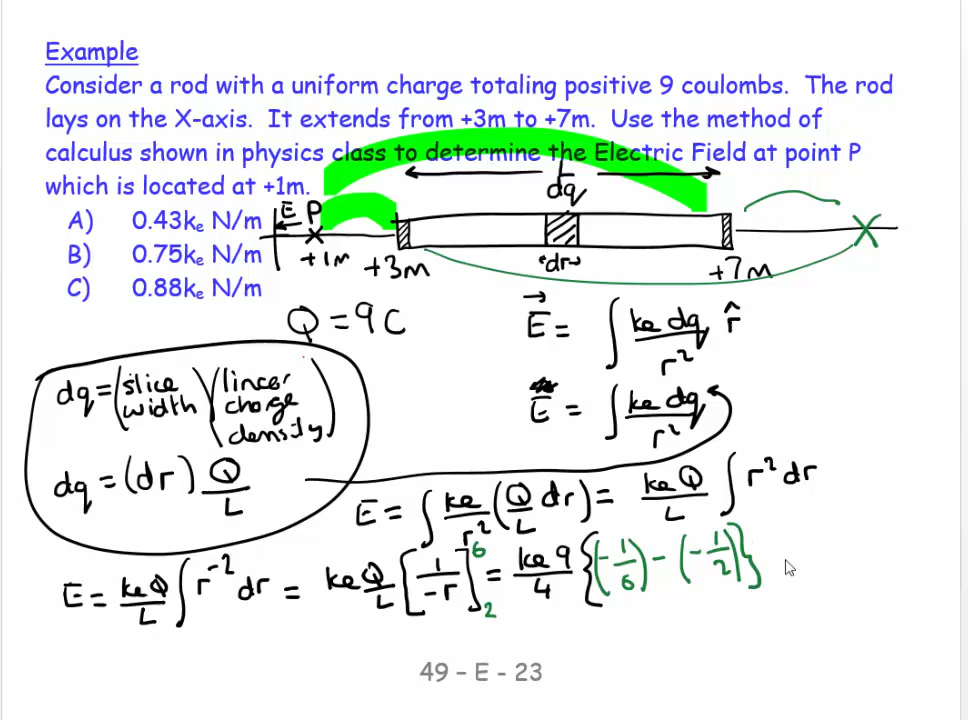 Example
Consider a rod with a uniform charge totaling positive 9 coulombs. The rod
lays on the X-axis. It extends from +3m to +7m. Use the method of
calculus shown in physics class to determine the Electric Field at point P
which is located at +1m.
dq
A) 0.43kₑ N/m
E P
B) 0.75kₑ N/m
+1m +3m dr +7m
C) 0.88kₑ N/m
Q = 9C
E⃗ = ∫ ke dq / r² r̂
dq = (slice width)(linear charge density)
E = ∫ ke dq / r²
dq = (dr) Q/L
E = ∫ ke/r² (Q/L dr) = keQ/L ∫ r² dr
E = keQ/L ∫ r⁻² dr = keQ/L [1/-r]₂⁶ = ke9/4 {(-1/6) - (-1/2)}
49 – E - 23